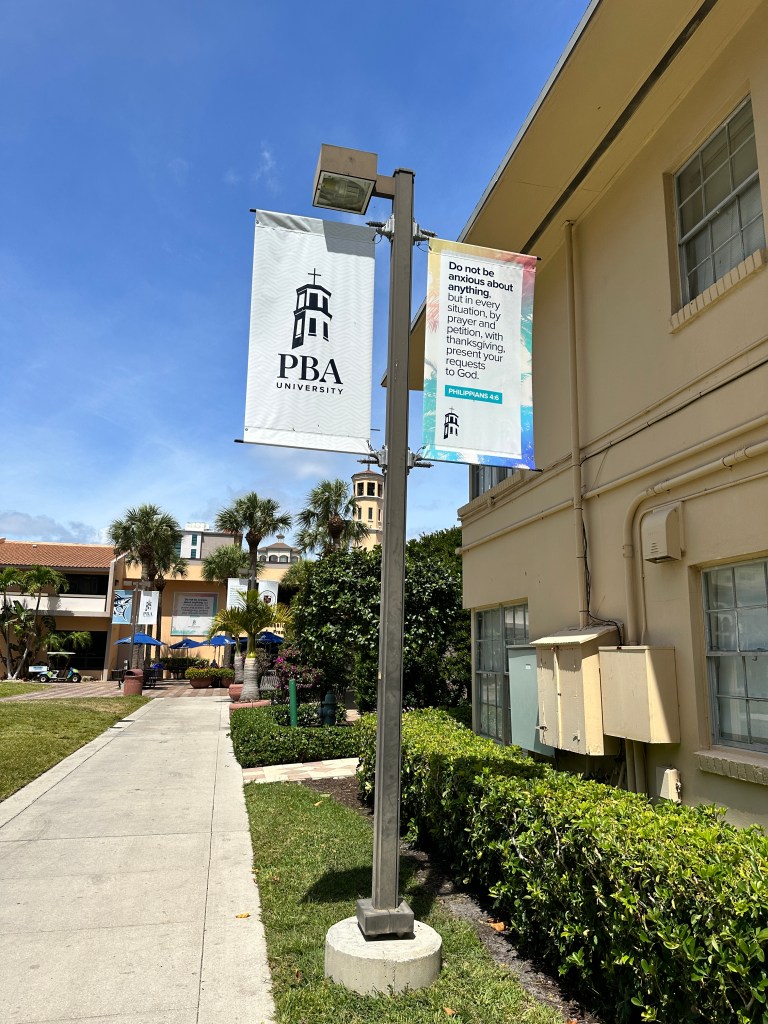 PBA
UNIVERSITY
Do not be
anxious about
anything,
but in every
situation, by
prayer and
petition, with
thanksgiving,
present your
requests
to God.
PHILIPPIANS 4:6